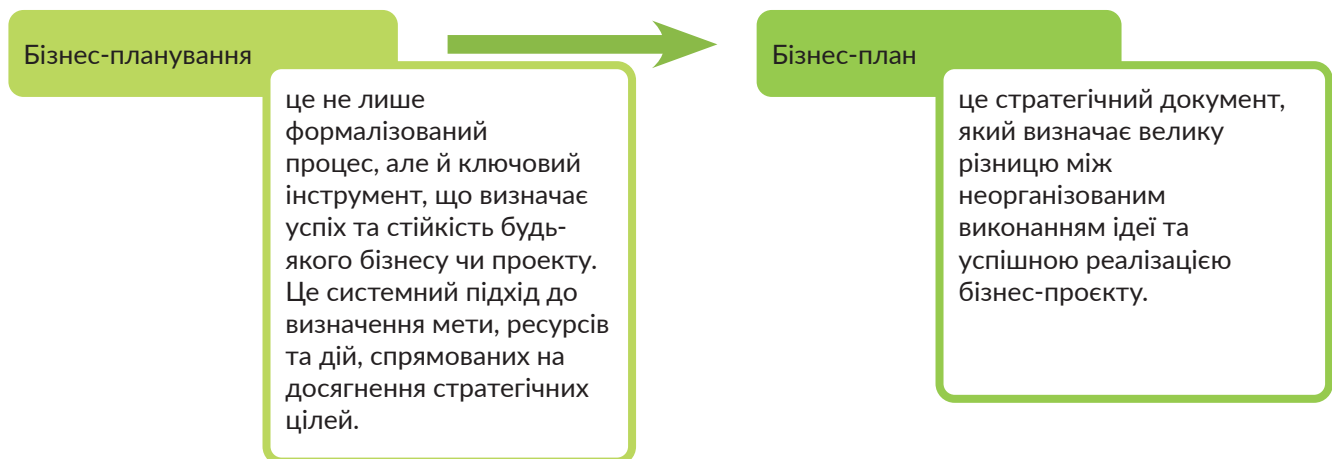 Бізнес-планування
це не лише
формалізований
процес, але й ключовий
інструмент, що визначає
успіх та стійкість будь-
якого бізнесу чи проекту.
Це системний підхід до
визначення мети, ресурсів
та дій, спрямованих на
досягнення стратегічних
цілей.
Бізнес-план
це стратегічний документ,
який визначає велику
різницю між
неорганізованим
виконанням ідеї та
успішною реалізацією
бізнес-проєкту.